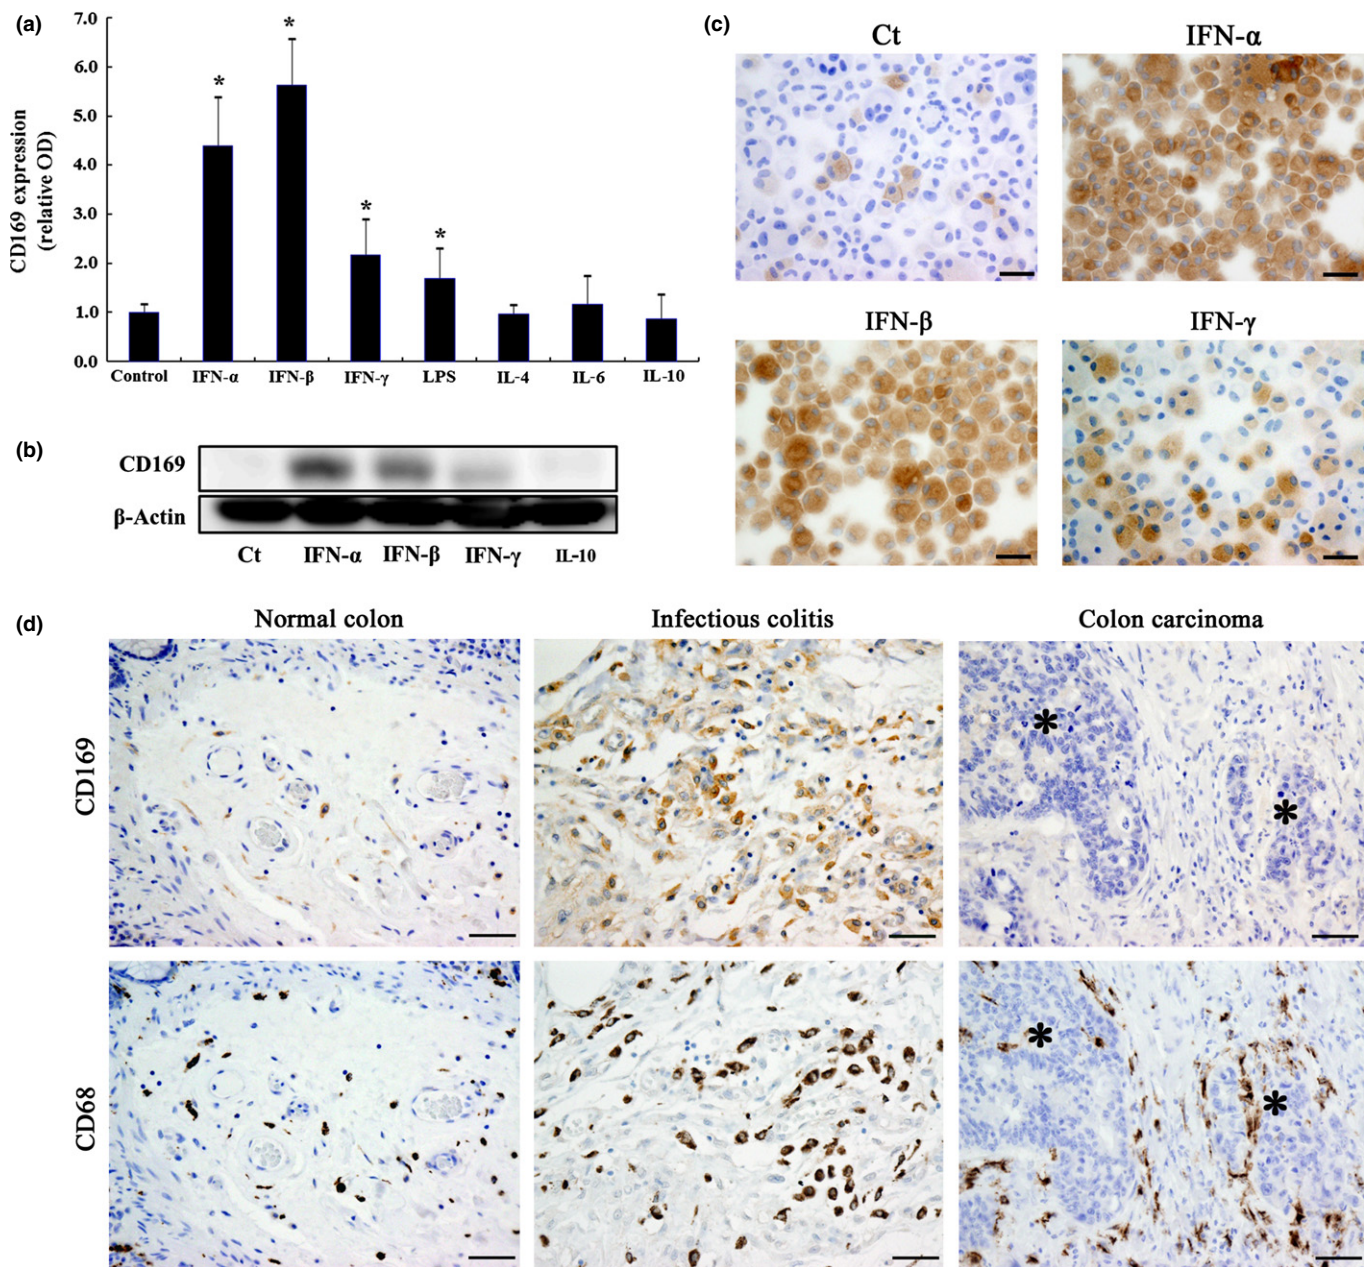 (a)
7.0
6.0
5.0
4.0
3.0
2.0
1.0
0.0
CD169 expression
(relative OD)
*
*
*
*
Control IFN-α IFN-β IFN-γ LPS IL-4 IL-6 IL-10
(b)
CD169
β-Actin
Ct IFN-α IFN-β IFN-γ IL-10
(c)
Ct IFN-α
IFN-β IFN-γ
(d)
Normal colon Infectious colitis Colon carcinoma
CD169
* *
CD68
* *